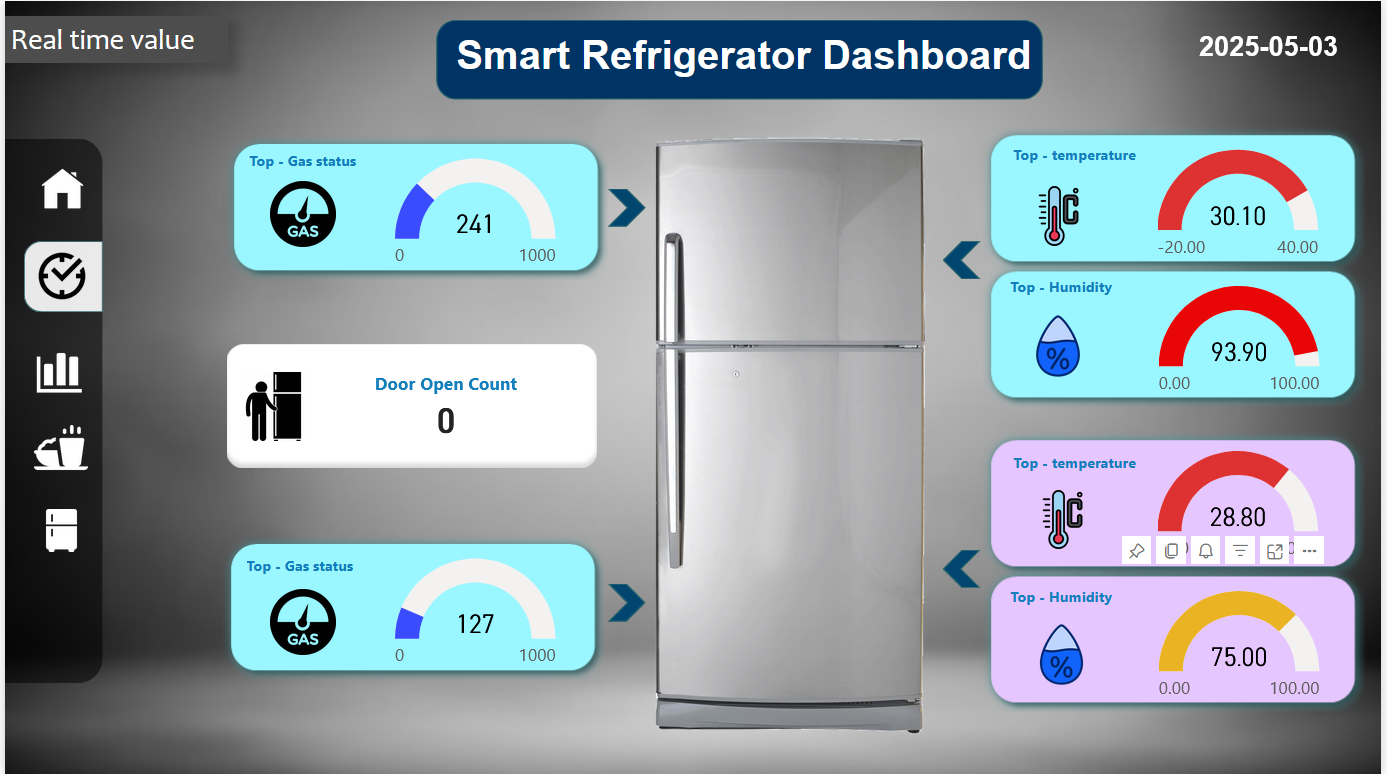 Real time value
Smart Refrigerator Dashboard
2025-05-03
Top - Gas status
GAS
241
0
1000
Top - temperature
C
30.10
-20.00
40.00
Top - Humidity
%
93.90
0.00
100.00
Door Open Count
0
Top - temperature
C
28.80
Top - Gas status
GAS
127
0
1000
Top - Humidity
%
75.00
0.00
100.00